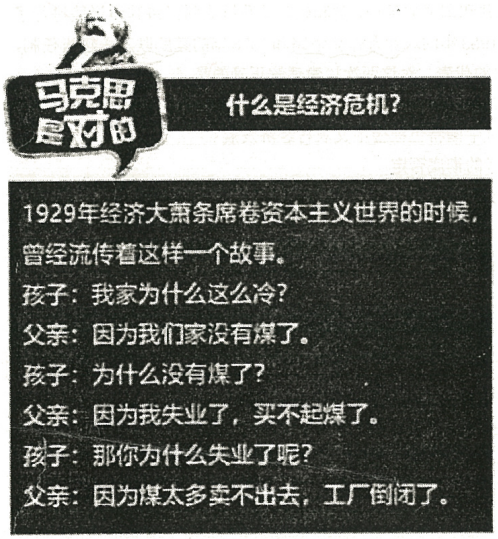 马克思
是对的
什么是经济危机?
1929年经济大萧条席卷资本主义世界的时候，
曾经流传着这样一个故事。
孩子：我家为什么这么冷?
父亲：因为我们家没有煤了。
孩子：为什么没有煤了?
父亲：因为我失业了，买不起煤了。
孩子：那你为什么失业了呢?
父亲：因为煤太多卖不出去，工厂倒闭了。